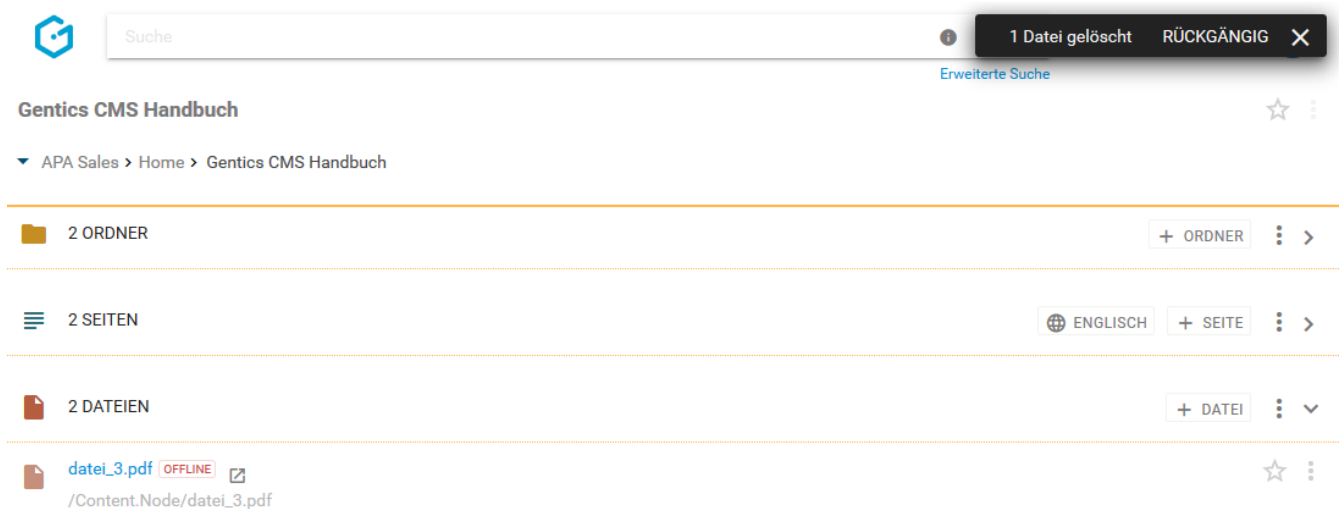 Suche
1 Datei gelöscht RÜCKGÄNGIG
Erweiterte Suche
Gentics CMS Handbuch
APA Sales > Home > Gentics CMS Handbuch
2 ORDNER + ORDNER
2 SEITEN ENGLISCH + SEITE
2 DATEIEN + DATEI
datei_3.pdf OFFLINE
/Content.Node/datei_3.pdf